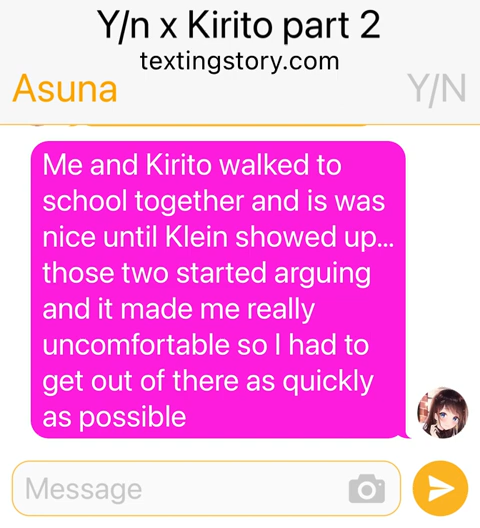 Y/n x Kirito part 2
textingstory.com
Asuna Y/N
Me and Kirito walked to
school together and is was
nice until Klein showed up...
those two started arguing
and it made me really
uncomfortable so I had to
get out of there as quickly
as possible
Message